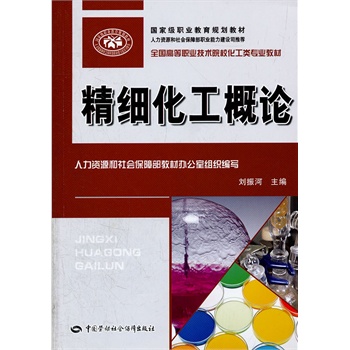 国家级职业教育规划教材
人力资源和社会保障部职业能力建设司推荐
全国高等职业技术院校化工类专业教材
精细化工概论
人力资源和社会保障部教材办公室组织编写
刘振河 主编
JINGXI
HUAGONG
GAILUN
中国劳动社会保障出版社